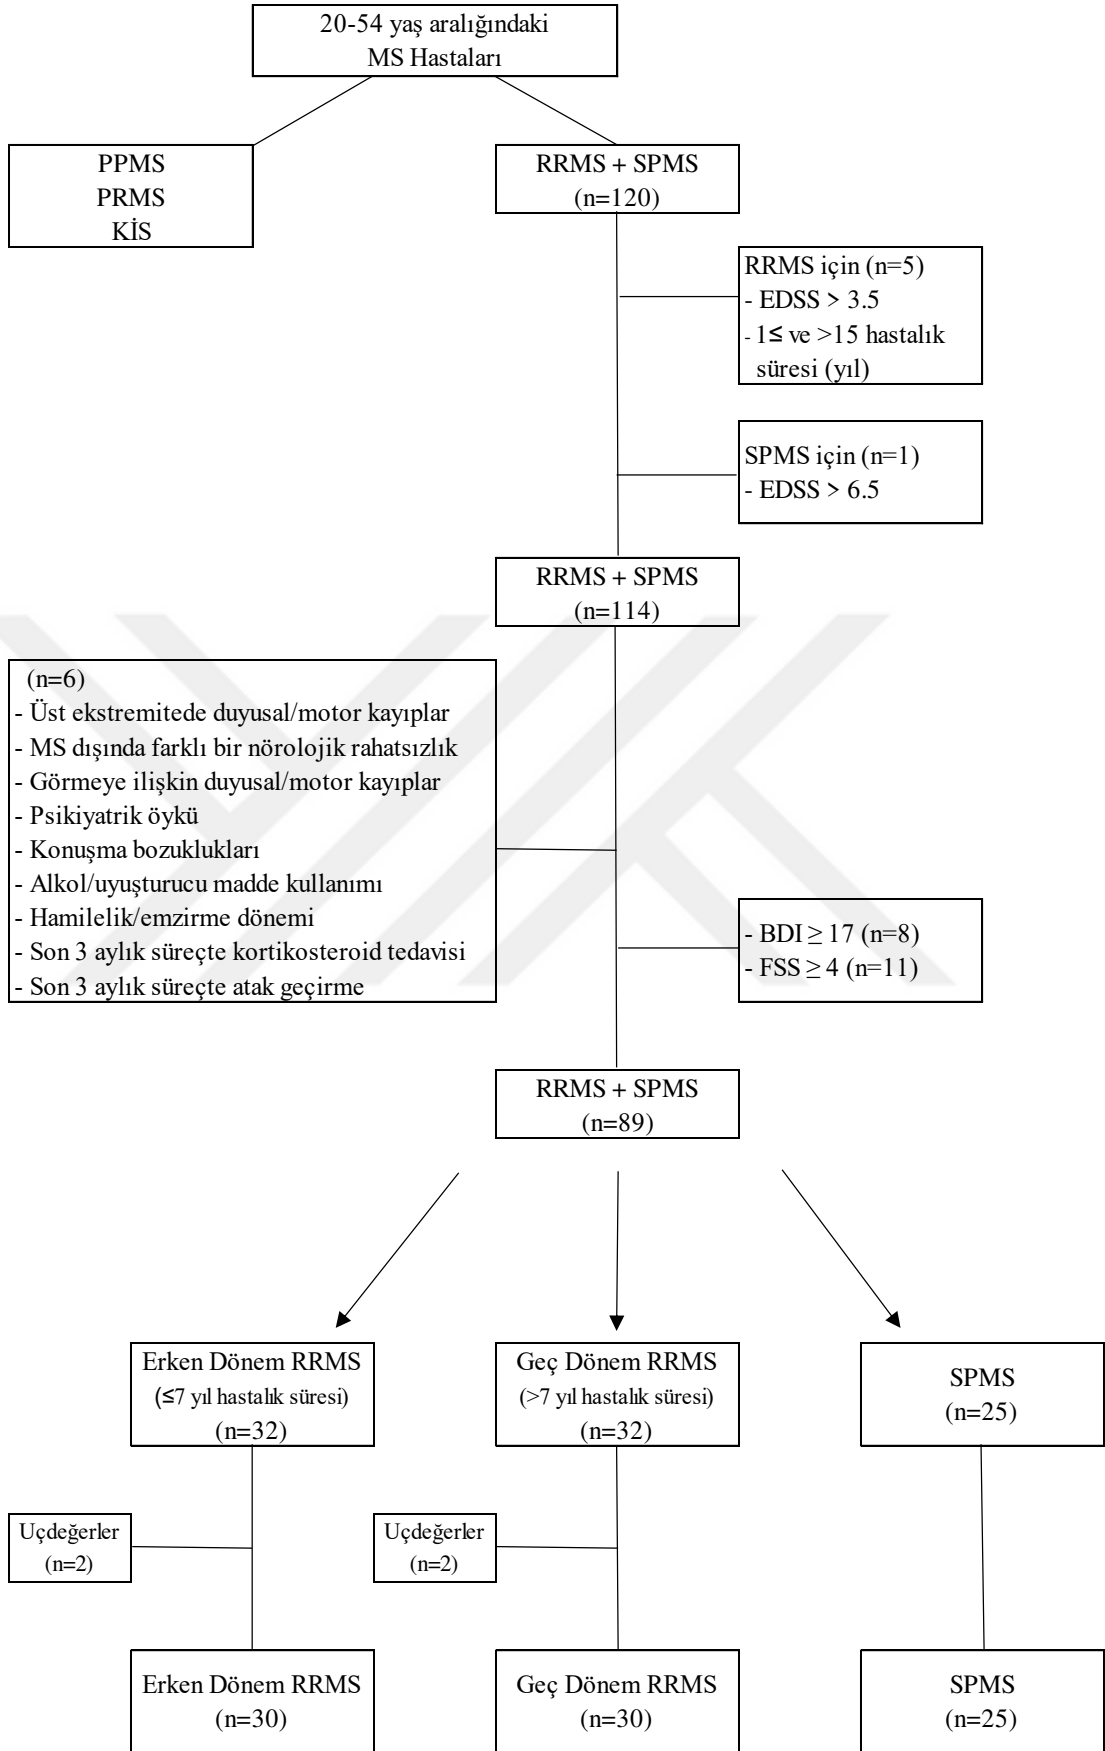 20-54 yaş aralığındaki
MS Hastaları
PPMS
PRMS
KİS
RRMS + SPMS
(n=120)
RRMS için (n=5)
- EDSS > 3.5
- 1≤ ve >15 hastalık
süresi (yıl)
SPMS için (n=1)
- EDSS > 6.5
RRMS + SPMS
(n=114)
(n=6)
- Üst ekstremitede duyusal/motor kayıplar
- MS dışında farklı bir nörolojik rahatsızlık
- Görmeye ilişkin duyusal/motor kayıplar
- Psikiyatrik öykü
- Konuşma bozuklukları
- Alkol/uyuşturucu madde kullanımı
- Hamilelik/emzirme dönemi
- Son 3 aylık süreçte kortikosteroid tedavisi
- Son 3 aylık süreçte atak geçirme
- BDI ≥ 17 (n=8)
- FSS ≥ 4 (n=11)
RRMS + SPMS
(n=89)
Erken Dönem RRMS
(≤7 yıl hastalık süresi)
(n=32)
Geç Dönem RRMS
(>7 yıl hastalık süresi)
(n=32)
SPMS
(n=25)
Uçdeğerler
(n=2)
Uçdeğerler
(n=2)
Erken Dönem RRMS
(n=30)
Geç Dönem RRMS
(n=30)
SPMS
(n=25)